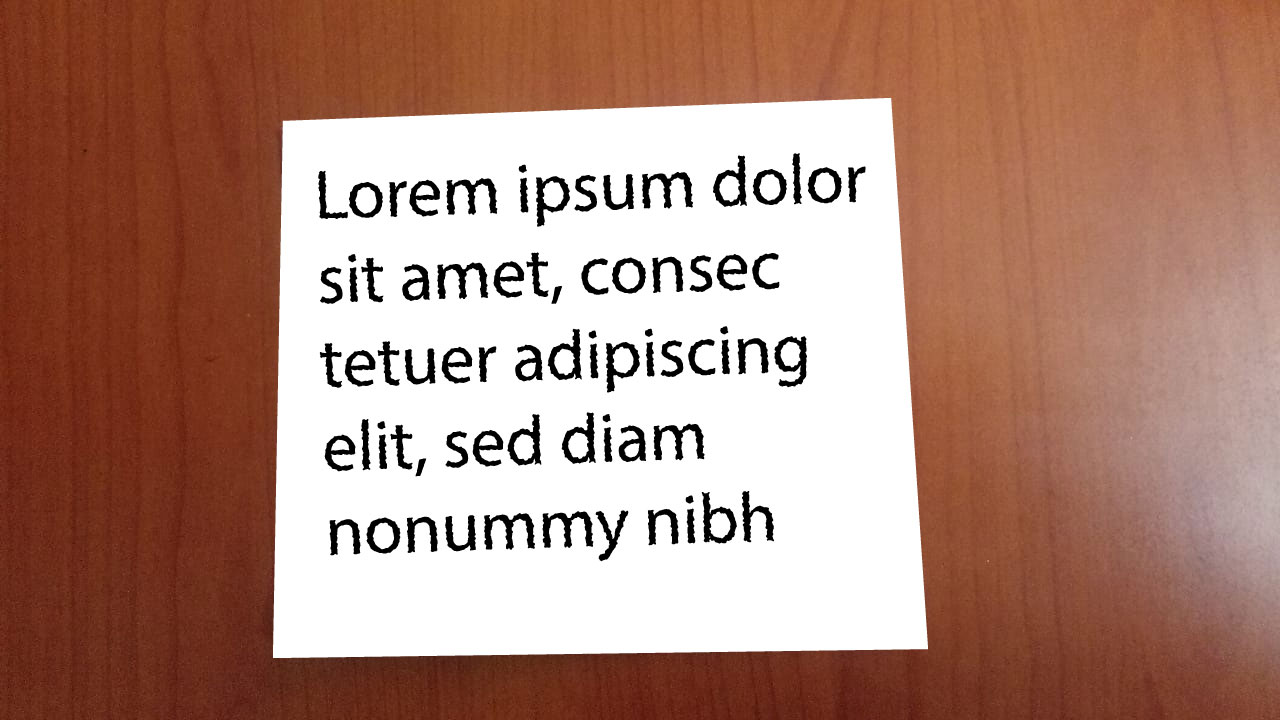 Lorem ipsum dolor
sit amet, consec
tetuer adipiscing
elit, sed diam
nonummy nibh